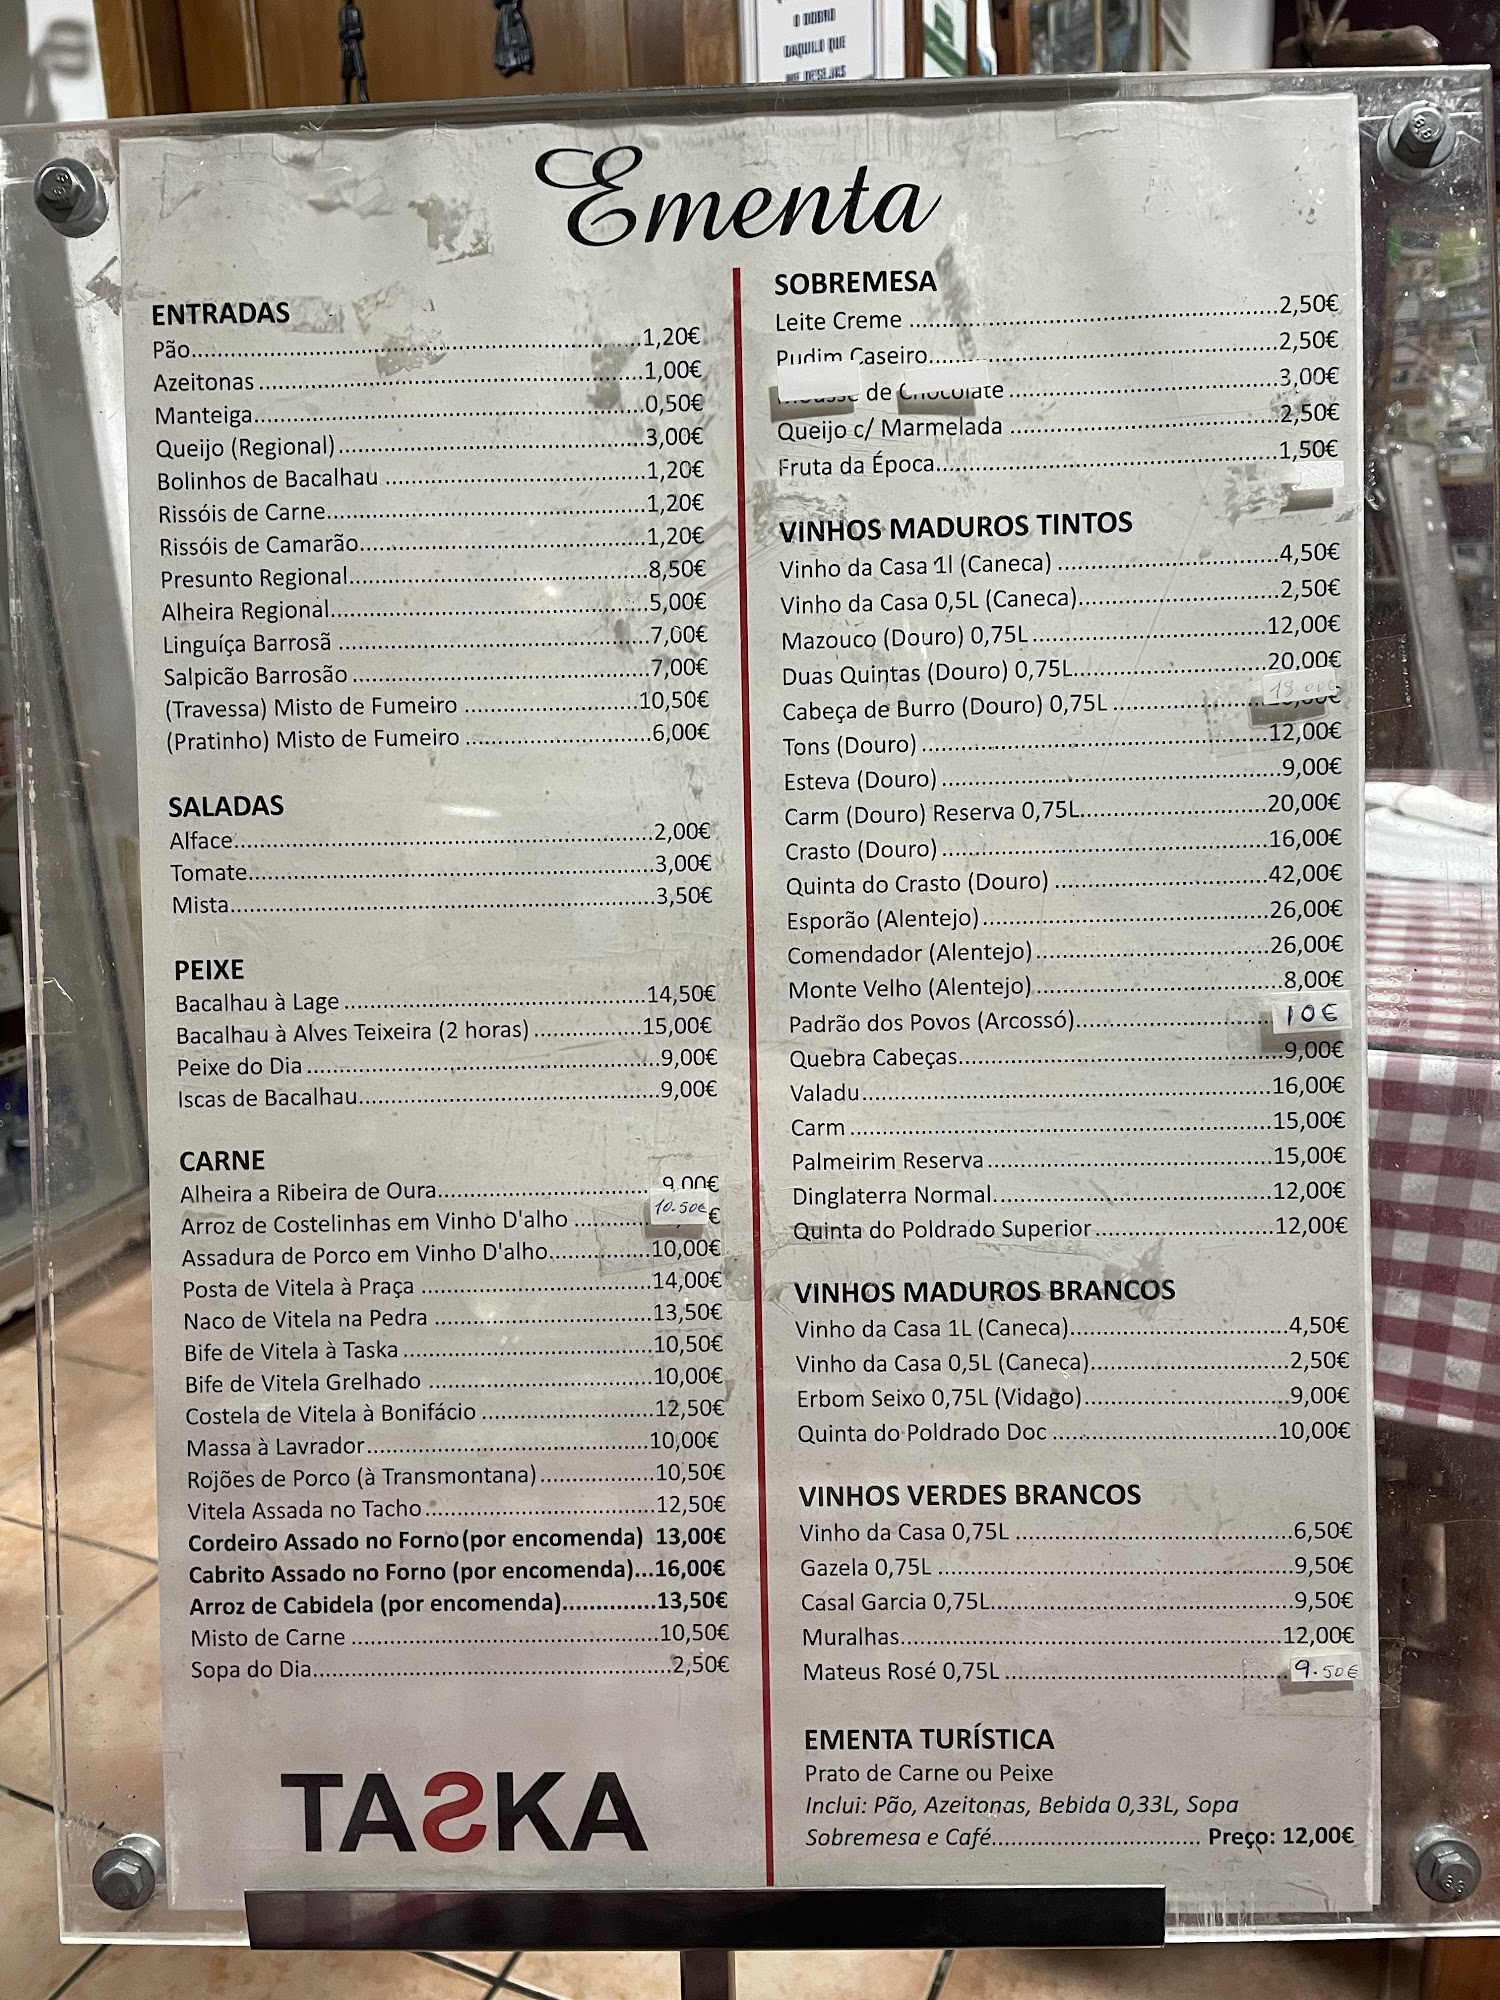 O DOBRO
DAQUILO QUE
ME DESEJAS
Ementa
ENTRADAS
Pão 1,20€
Azeitonas 1,00€
Manteiga 0,50€
Queijo (Regional) 3,00€
Bolinhos de Bacalhau 1,20€
Rissóis de Carne 1,20€
Rissóis de Camarão 1,20€
Presunto Regional 8,50€
Alheira Regional 5,00€
Linguíça Barrosã 7,00€
Salpicão Barrosão 7,00€
(Travessa) Misto de Fumeiro 10,50€
(Pratinho) Misto de Fumeiro 6,00€
SALADAS
Alface 2,00€
Tomate 3,00€
Mista 3,50€
PEIXE
Bacalhau à Lage 14,50€
Bacalhau à Alves Teixeira (2 horas) 15,00€
Peixe do Dia 9,00€
Iscas de Bacalhau 9,00€
CARNE
Alheira a Ribeira de Oura 9,00€
Arroz de Costelinhas em Vinho D'alho 10.50€ €
Assadura de Porco em Vinho D'alho 10,00€
Posta de Vitela à Praça 14,00€
Naco de Vitela na Pedra 13,50€
Bife de Vitela à Taska 10,50€
Bife de Vitela Grelhado 10,00€
Costela de Vitela à Bonifácio 12,50€
Massa à Lavrador 10,00€
Rojões de Porco (à Transmontana) 10,50€
Vitela Assada no Tacho 12,50€
Cordeiro Assado no Forno (por encomenda) 13,00€
Cabrito Assado no Forno (por encomenda) 16,00€
Arroz de Cabidela (por encomenda) 13,50€
Misto de Carne 10,50€
Sopa do Dia 2,50€
TASKA
SOBREMESA
Leite Creme 2,50€
Pudim Caseiro 2,50€
Mousse de Chocolate 3,00€
Queijo c/ Marmelada 2,50€
Fruta da Época 1,50€
VINHOS MADUROS TINTOS
Vinho da Casa 1l (Caneca) 4,50€
Vinho da Casa 0,5L (Caneca) 2,50€
Mazouco (Douro) 0,75L 12,00€
Duas Quintas (Douro) 0,75L 20,00€
Cabeça de Burro (Douro) 0,75L 18,00€
Tons (Douro) 12,00€
Esteva (Douro) 9,00€
Carm (Douro) Reserva 0,75L 20,00€
Crasto (Douro) 16,00€
Quinta do Crasto (Douro) 42,00€
Esporão (Alentejo) 26,00€
Comendador (Alentejo) 26,00€
Monte Velho (Alentejo) 8,00€
Padrão dos Povos (Arcossó) 10€
Quebra Cabeças 9,00€
Valadu 16,00€
Carm 15,00€
Palmeirim Reserva 15,00€
Dinglaterra Normal 12,00€
Quinta do Poldrado Superior 12,00€
VINHOS MADUROS BRANCOS
Vinho da Casa 1L (Caneca) 4,50€
Vinho da Casa 0,5L (Caneca) 2,50€
Erbom Seixo 0,75L (Vidago) 9,00€
Quinta do Poldrado Doc 10,00€
VINHOS VERDES BRANCOS
Vinho da Casa 0,75L 6,50€
Gazela 0,75L 9,50€
Casal Garcia 0,75L 9,50€
Muralhas 12,00€
Mateus Rosé 0,75L 9.50€
EMENTA TURÍSTICA
Prato de Carne ou Peixe
Inclui: Pão, Azeitonas, Bebida 0,33L, Sopa
Sobremesa e Café Preço: 12,00€